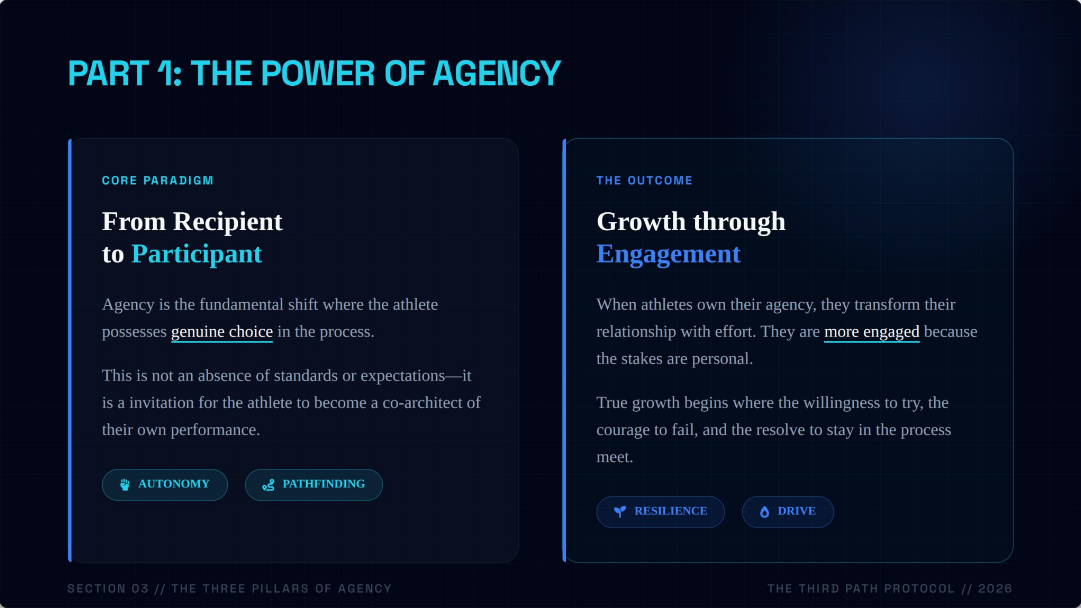 PART 1: THE POWER OF AGENCY
CORE PARADIGM
From Recipient
to Participant
Agency is the fundamental shift where the athlete
possesses genuine choice in the process.
This is not an absence of standards or expectations—it
is a invitation for the athlete to become a co-architect of
their own performance.
AUTONOMY
PATHFINDING
THE OUTCOME
Growth through
Engagement
When athletes own their agency, they transform their
relationship with effort. They are more engaged because
the stakes are personal.
True growth begins where the willingness to try, the
courage to fail, and the resolve to stay in the process
meet.
RESILIENCE
DRIVE
SECTION 03 // THE THREE PILLARS OF AGENCY
THE THIRD PATH PROTOCOL // 2026